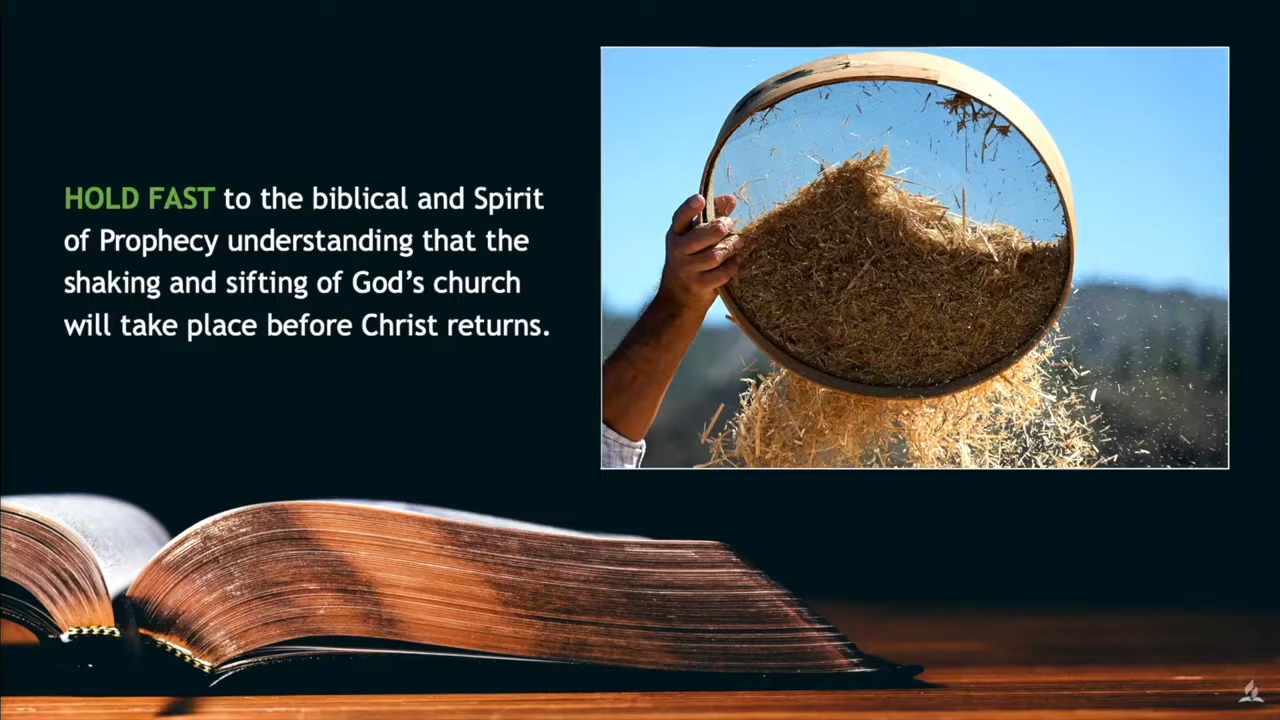 HOLD FAST to the biblical and Spirit
of Prophecy understanding that the
shaking and sifting of God’s church
will take place before Christ returns.